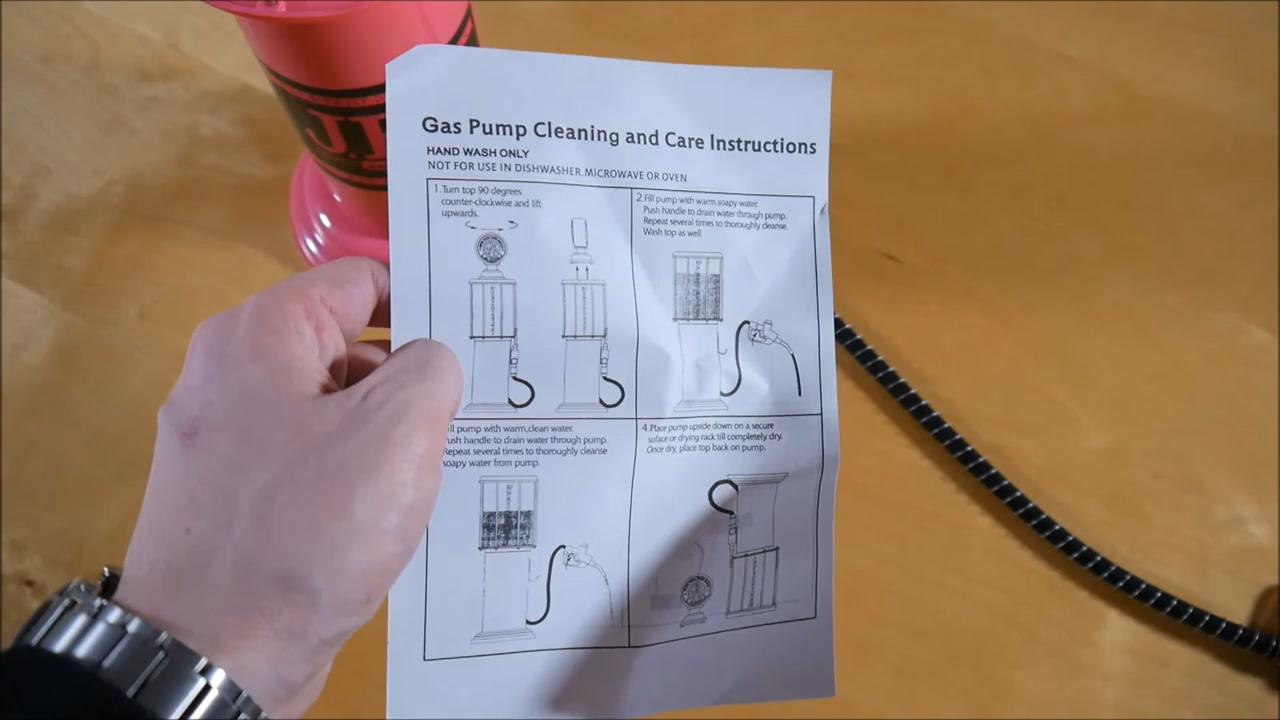 Gas Pump Cleaning and Care Instructions
HAND WASH ONLY
NOT FOR USE IN DISHWASHER.MICROWAVE OR OVEN
1.Turn top 90 degrees
counter-clockwise and lift
upwards.
2.Fill pump with warm,soapy water.
Push handle to drain water through pump.
Repeat several times to thoroughly cleanse.
Wash top as well
ill pump with warm,clean water.
ush handle to drain water through pump.
Repeat several times to thoroughly cleanse
soapy water from pump.
4.Place pump upside down on a secure
suface or drying rack till completely dry.
Once dry, place top back on pump.